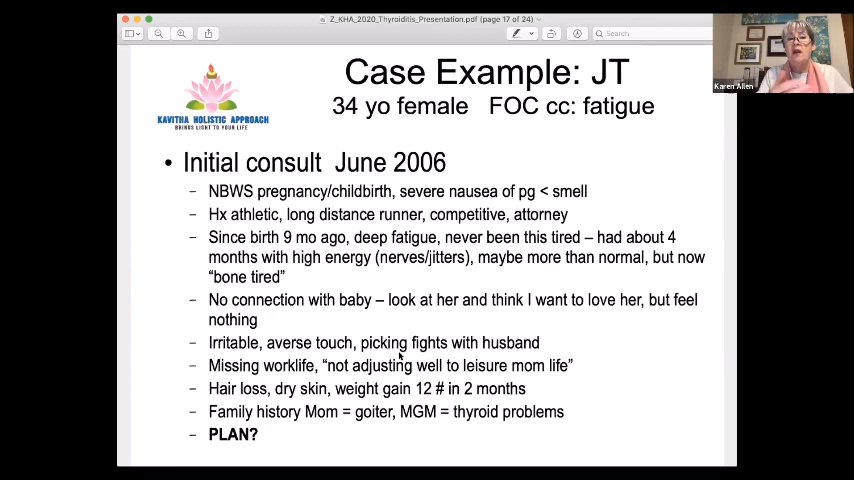 Z_KHA_2020_Thyroiditis_Presentation.pdf (page 17 of 24)
Search
Karen Allen
KAVITHA HOLISTIC APPROACH
BRINGS LIGHT TO YOUR LIFE
Case Example: JT
34 yo female FOC cc: fatigue
• Initial consult June 2006
– NBWS pregnancy/childbirth, severe nausea of pg < smell
– Hx athletic, long distance runner, competitive, attorney
– Since birth 9 mo ago, deep fatigue, never been this tired – had about 4
months with high energy (nerves/jitters), maybe more than normal, but now
“bone tired”
– No connection with baby – look at her and think I want to love her, but feel
nothing
– Irritable, averse touch, picking fights with husband
– Missing worklife, “not adjusting well to leisure mom life”
– Hair loss, dry skin, weight gain 12 # in 2 months
– Family history Mom = goiter, MGM = thyroid problems
– PLAN?